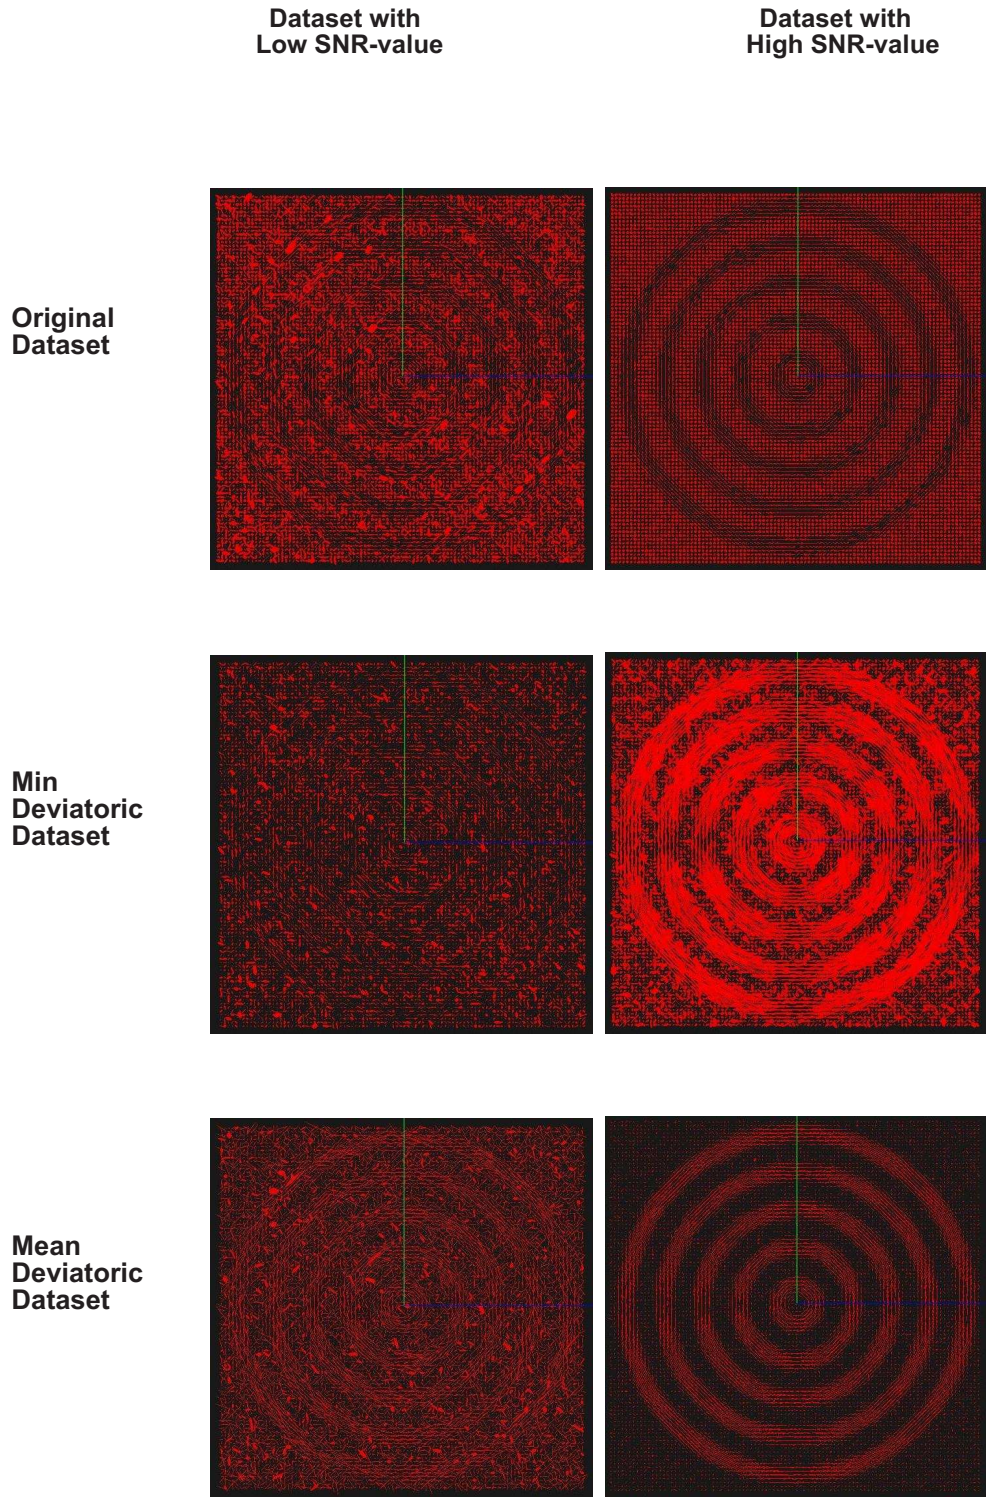 Dataset with
Low SNR-value
Dataset with
High SNR-value
Original
Dataset
Min
Deviatoric
Dataset
Mean
Deviatoric
Dataset